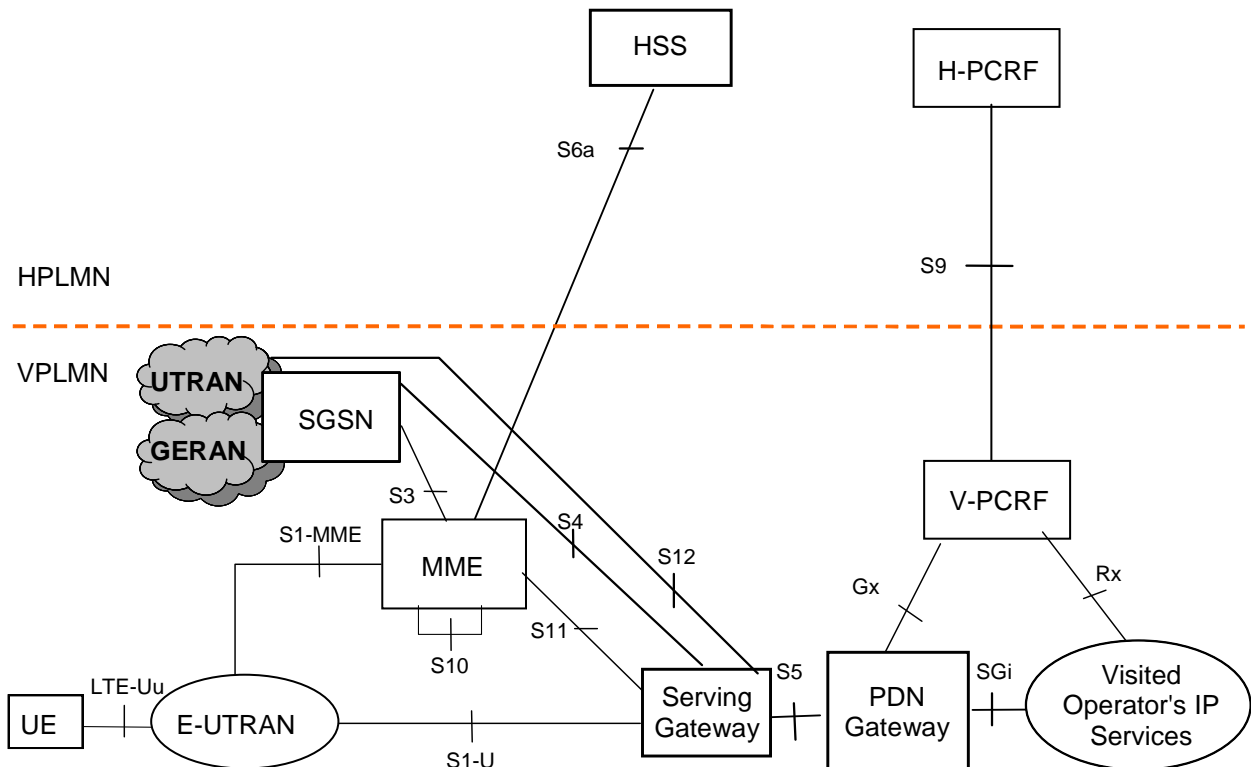 HSS
H-PCRF
S6a
S9
HPLMN
VPLMN
UTRAN
SGSN
GERAN
S3
S4
V-PCRF
S1-MME
MME
S12
Gx
Rx
S11
S10
LTE-Uu
S5
SGi
UE
E-UTRAN
Serving
Gateway
PDN
Gateway
Visited
Operator's IP
Services
S1-U